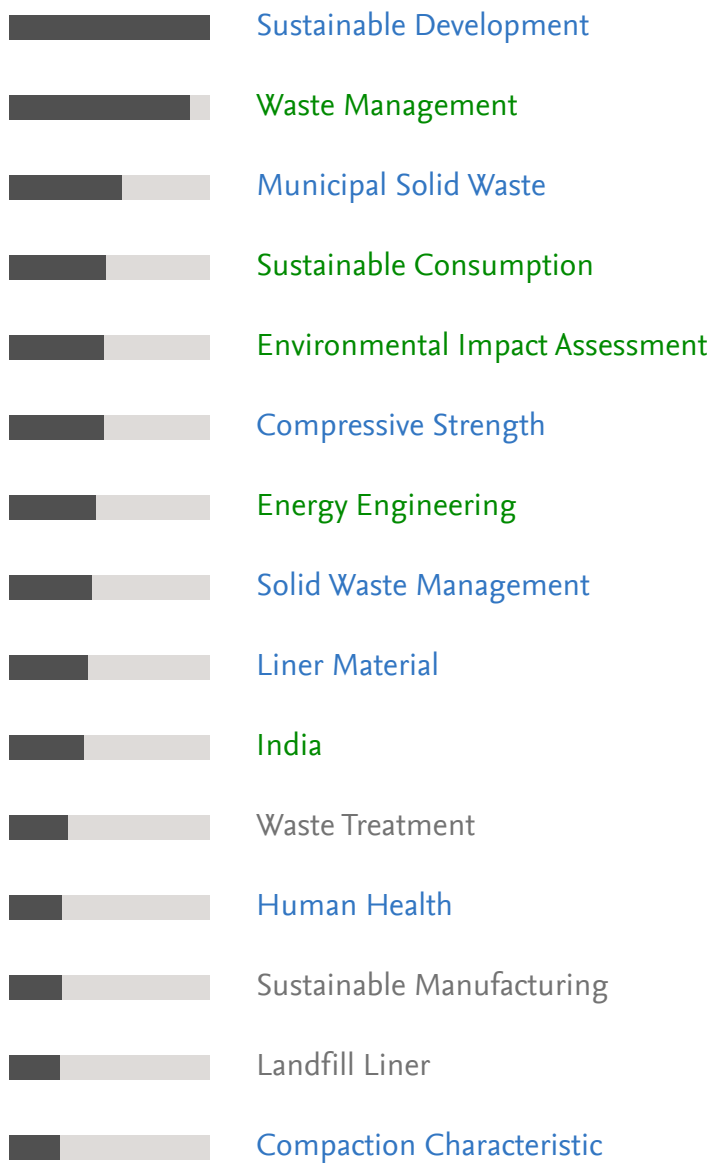 Sustainable Development
Waste Management
Municipal Solid Waste
Sustainable Consumption
Environmental Impact Assessment
Compressive Strength
Energy Engineering
Solid Waste Management
Liner Material
India
Waste Treatment
Human Health
Sustainable Manufacturing
Landfill Liner
Compaction Characteristic